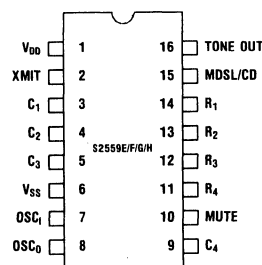 VDD 1 16 TONE OUT
XMIT 2 15 MDSL/CD
C1 3 14 R1
C2 4 13 R2
S2559E/F/G/H
C3 5 12 R3
VSS 6 11 R4
OSCI 7 10 MUTE
OSCO 8 9 C4